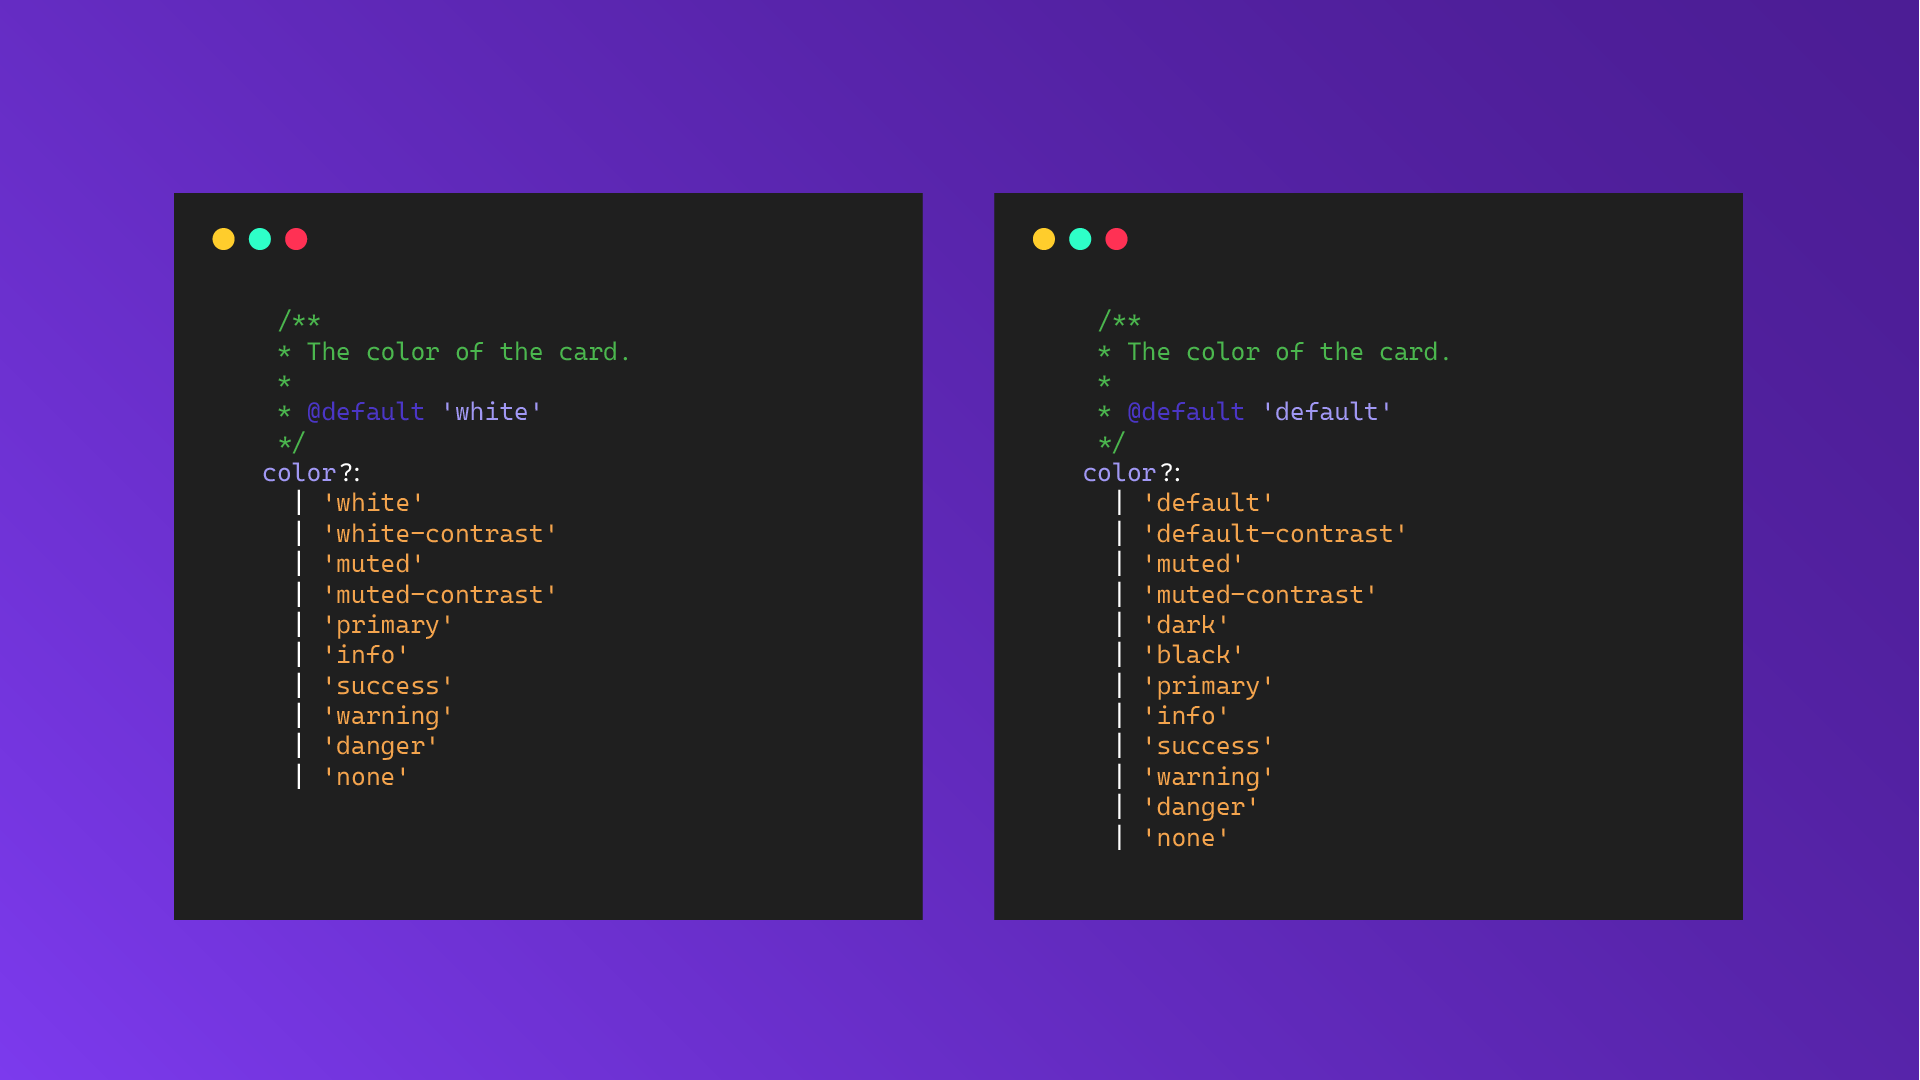 /**
* The color of the card.
*
* @default 'white'
*/
color?:
| 'white'
| 'white-contrast'
| 'muted'
| 'muted-contrast'
| 'primary'
| 'info'
| 'success'
| 'warning'
| 'danger'
| 'none'
/**
* The color of the card.
*
* @default 'default'
*/
color?:
| 'default'
| 'default-contrast'
| 'muted'
| 'muted-contrast'
| 'dark'
| 'black'
| 'primary'
| 'info'
| 'success'
| 'warning'
| 'danger'
| 'none'